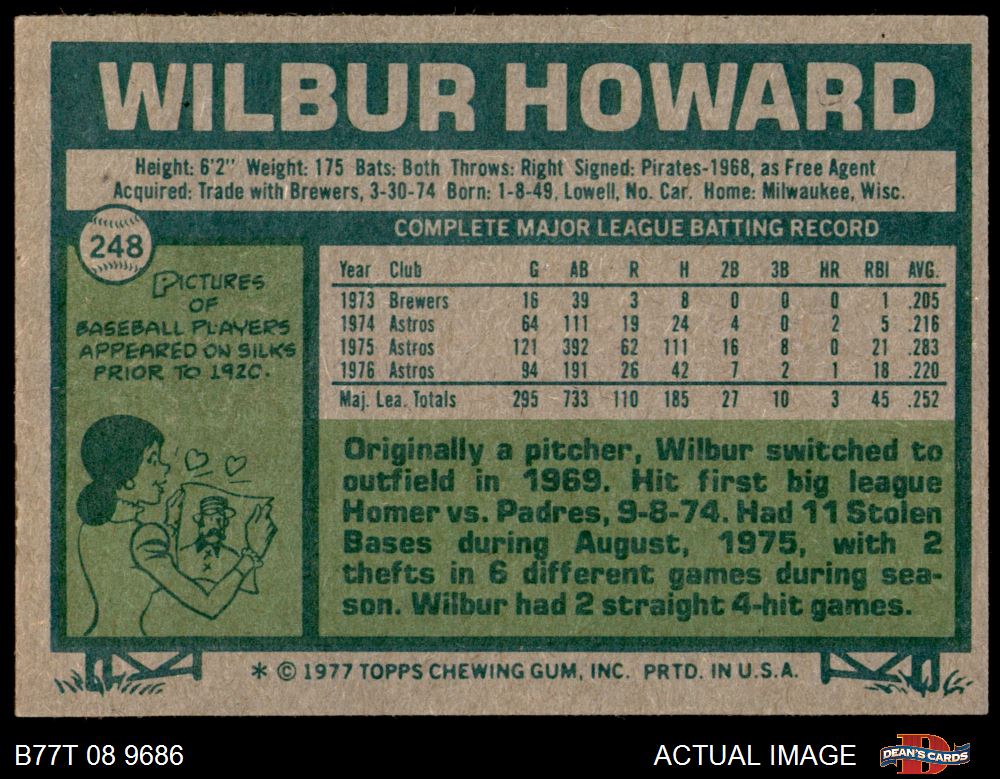 WILBUR HOWARD
Height: 6'2" Weight: 175 Bats: Both Throws: Right Signed: Pirates-1968, as Free Agent
Acquired: Trade with Brewers, 3-30-74 Born: 1-8-49, Lowell, No. Car. Home: Milwaukee, Wisc.
248
PICTURES
OF
BASEBALL PLAYERS
APPEARED ON SILKS
PRIOR TO 1920.
COMPLETE MAJOR LEAGUE BATTING RECORD
Year Club G AB R H 2B 3B HR RBI AVG.
1973 Brewers 16 39 3 8 0 0 0 1 .205
1974 Astros 64 111 19 24 4 0 2 5 .216
1975 Astros 121 392 62 111 16 8 0 21 .283
1976 Astros 94 191 26 42 7 2 1 18 .220
Maj. Lea. Totals 295 733 110 185 27 10 3 45 .252
Originally a pitcher, Wilbur switched to
outfield in 1969. Hit first big league
Homer vs. Padres, 9-8-74. Had 11 Stolen
Bases during August, 1975, with 2
thefts in 6 different games during sea-
son. Wilbur had 2 straight 4-hit games.
* © 1977 TOPPS CHEWING GUM, INC. PRTD. IN U.S.A.
B77T 08 9686
ACTUAL IMAGE
D
DEAN'S CARDS